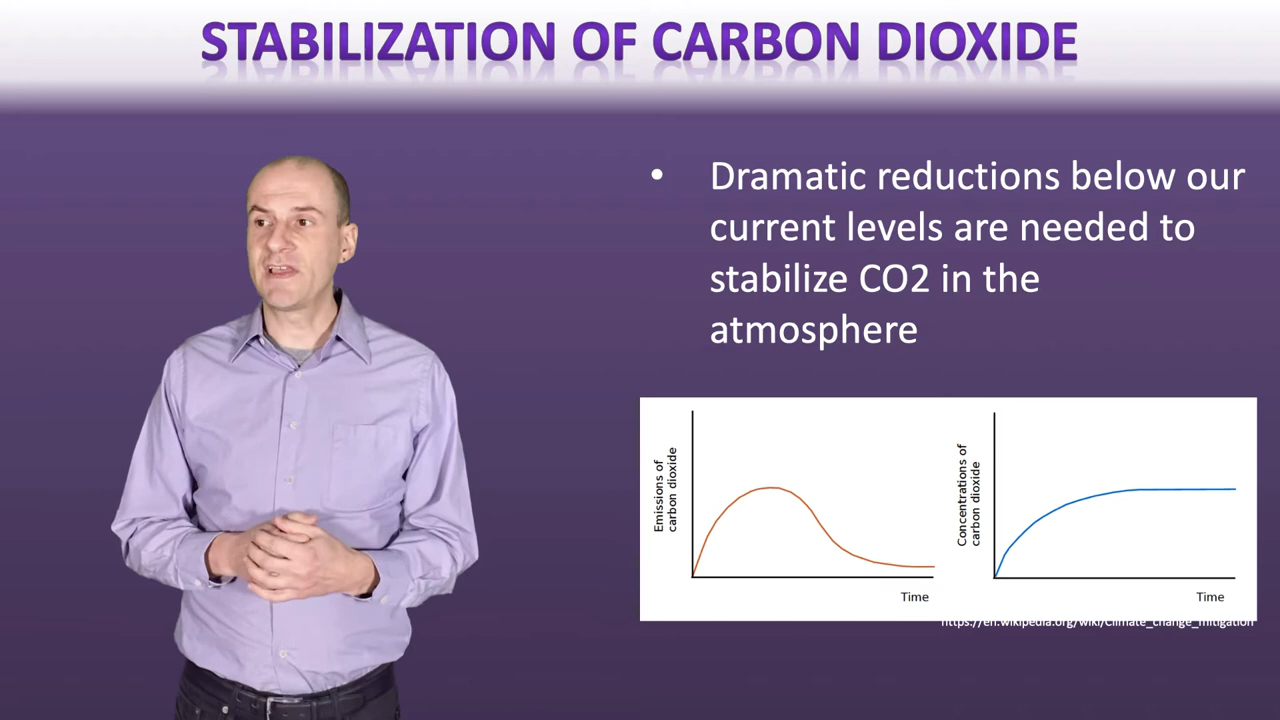 STABILIZATION OF CARBON DIOXIDE
• Dramatic reductions below our
current levels are needed to
stabilize CO2 in the
atmosphere
Emissions of
carbon dioxide
Time
Concentrations of
carbon dioxide
Time
https://en.wikipedia.org/wiki/Climate_change_mitigation